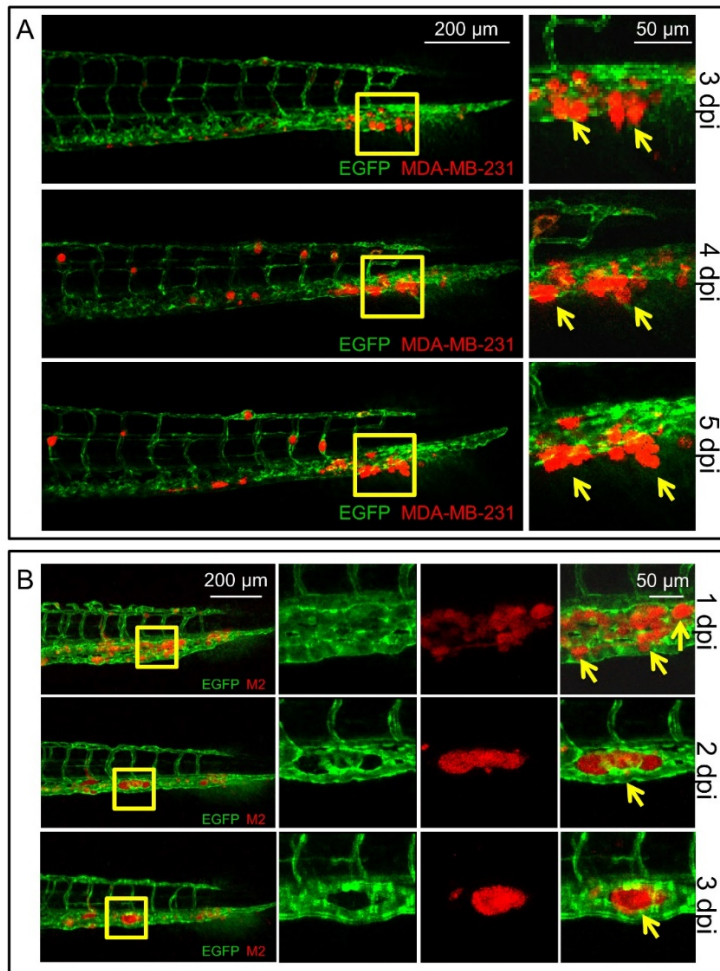 A
200 µm
50 µm
3 dpi
EGFP MDA-MB-231
4 dpi
EGFP MDA-MB-231
5 dpi
EGFP MDA-MB-231
B
200 µm
50 µm
1 dpi
EGFP M2
2 dpi
EGFP M2
3 dpi
EGFP M2